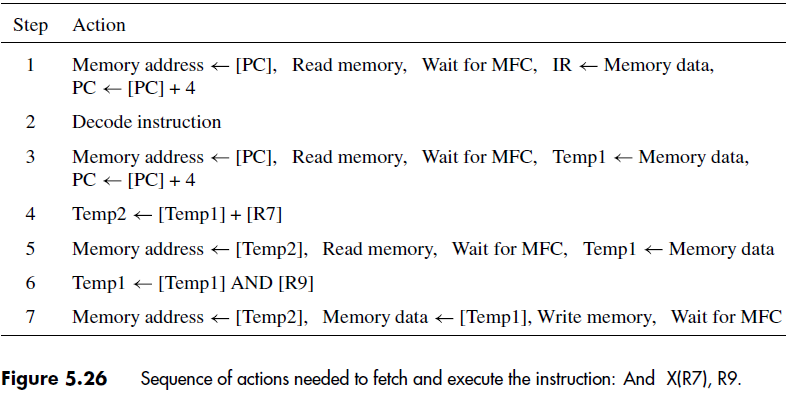 Step Action
1 Memory address ← [PC], Read memory, Wait for MFC, IR ← Memory data,
PC ← [PC] + 4
2 Decode instruction
3 Memory address ← [PC], Read memory, Wait for MFC, Temp1 ← Memory data,
PC ← [PC] + 4
4 Temp2 ← [Temp1] + [R7]
5 Memory address ← [Temp2], Read memory, Wait for MFC, Temp1 ← Memory data
6 Temp1 ← [Temp1] AND [R9]
7 Memory address ← [Temp2], Memory data ← [Temp1], Write memory, Wait for MFC
Figure 5.26 Sequence of actions needed to fetch and execute the instruction: And X(R7), R9.